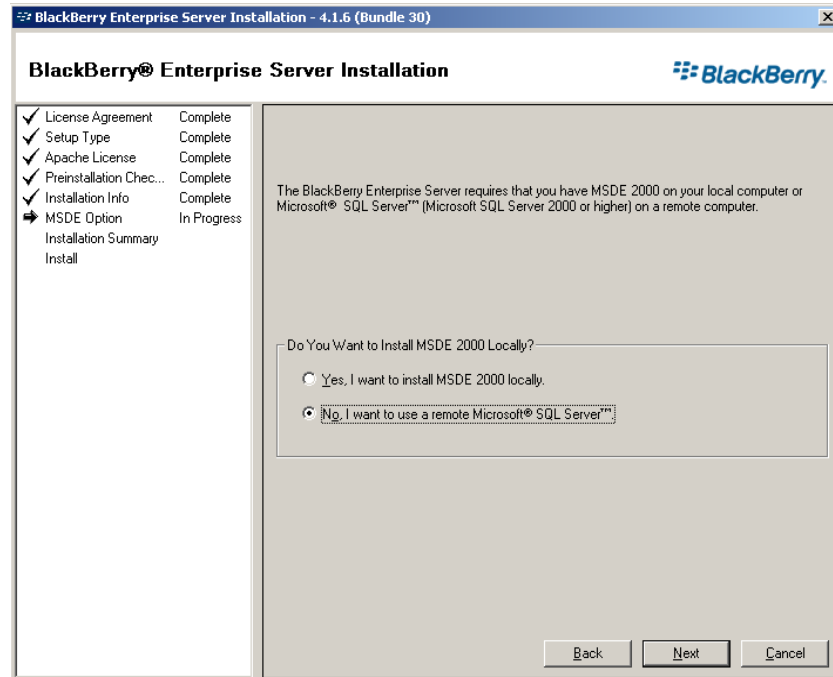 BlackBerry Enterprise Server Installation - 4.1.6 (Bundle 30)
BlackBerry® Enterprise Server Installation
BlackBerry.
License Agreement Complete
Setup Type Complete
Apache License Complete
Preinstallation Chec... Complete
Installation Info Complete
MSDE Option In Progress
Installation Summary
Install
The BlackBerry Enterprise Server requires that you have MSDE 2000 on your local computer or
Microsoft® SQL Server™ (Microsoft SQL Server 2000 or higher) on a remote computer.
Do You Want to Install MSDE 2000 Locally?
Yes, I want to install MSDE 2000 locally.
No, I want to use a remote Microsoft® SQL Server™.
Back Next Cancel